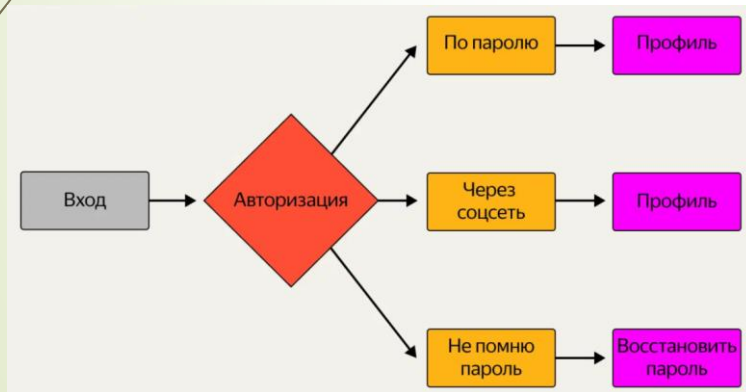 По паролю
Профиль
Вход
Авторизация
Через
соцсеть
Профиль
Не помню
пароль
Восстановить
пароль